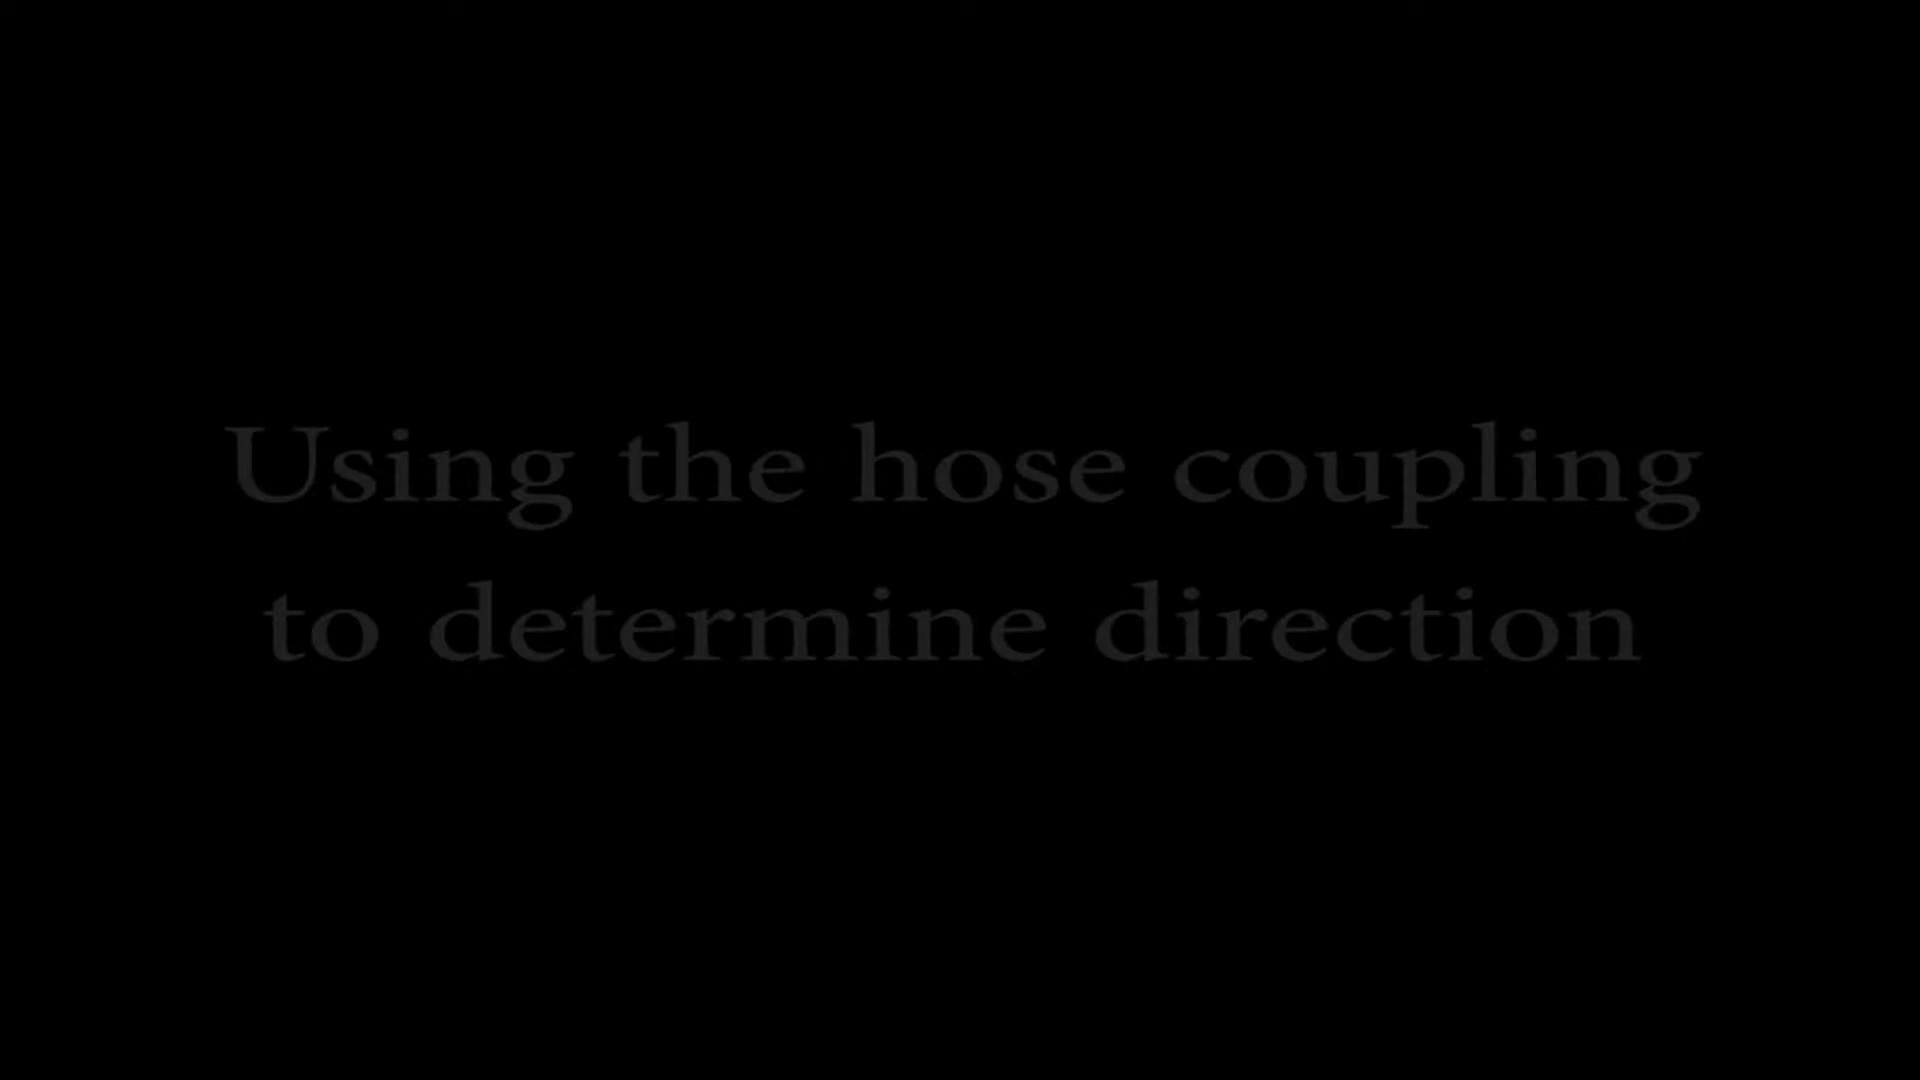 Using the hose coupling
to determine direction